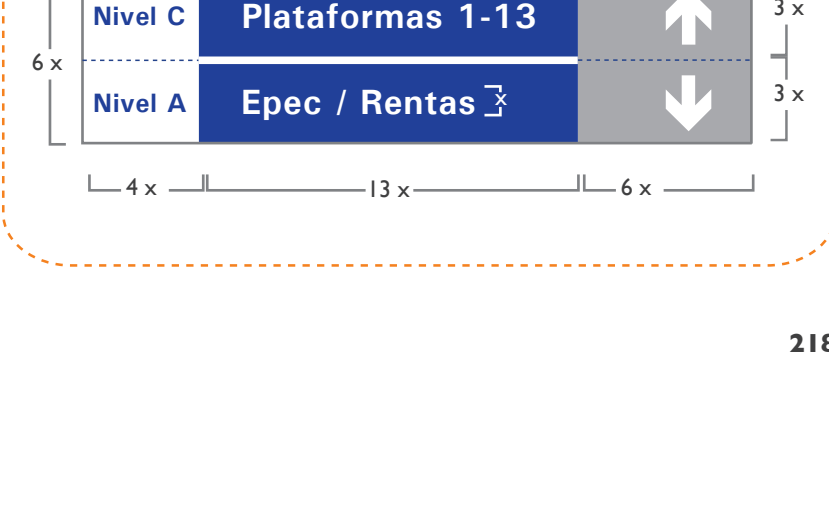 Nivel C Plataformas 1-13 3 x
6 x
Nivel A Epec / Rentas x 3 x
4 x 13 x 6 x
218